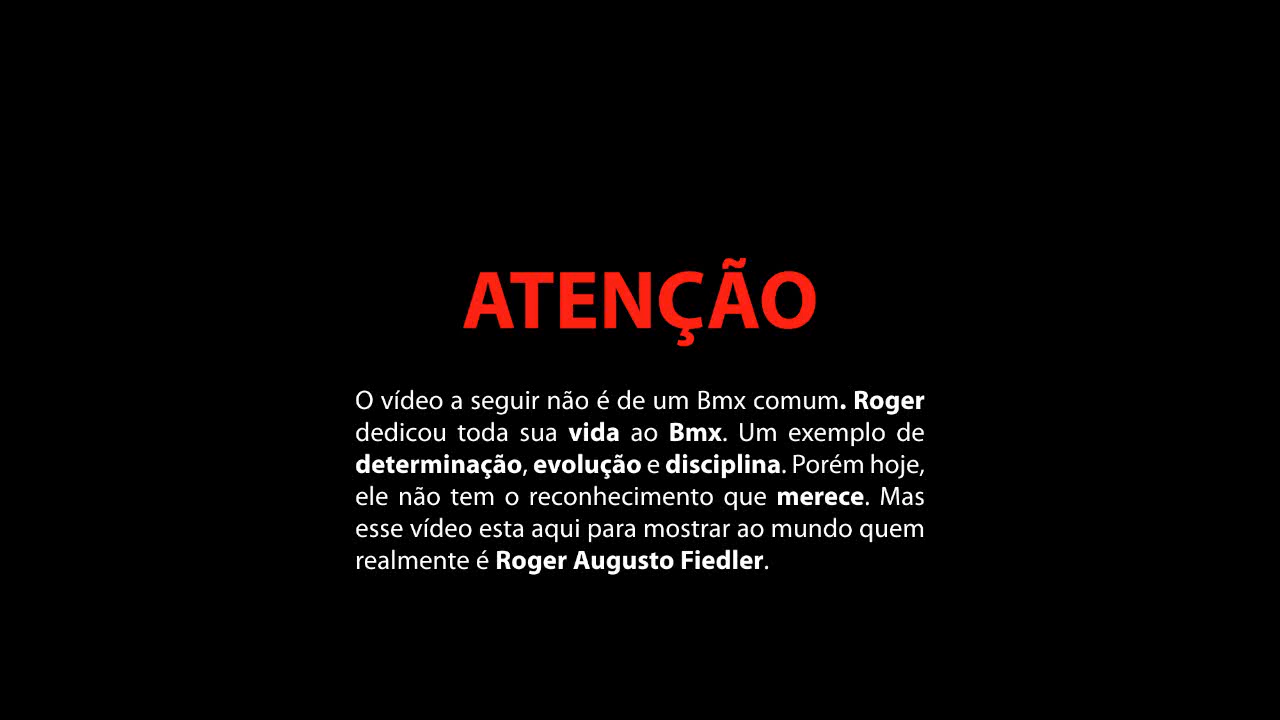 ATENÇÃO
O vídeo a seguir não é de um Bmx comum. Roger
dedicou toda sua vida ao Bmx. Um exemplo de
determinação, evolução e disciplina. Porém hoje,
ele não tem o reconhecimento que merece. Mas
esse vídeo esta aqui para mostrar ao mundo quem
realmente é Roger Augusto Fiedler.